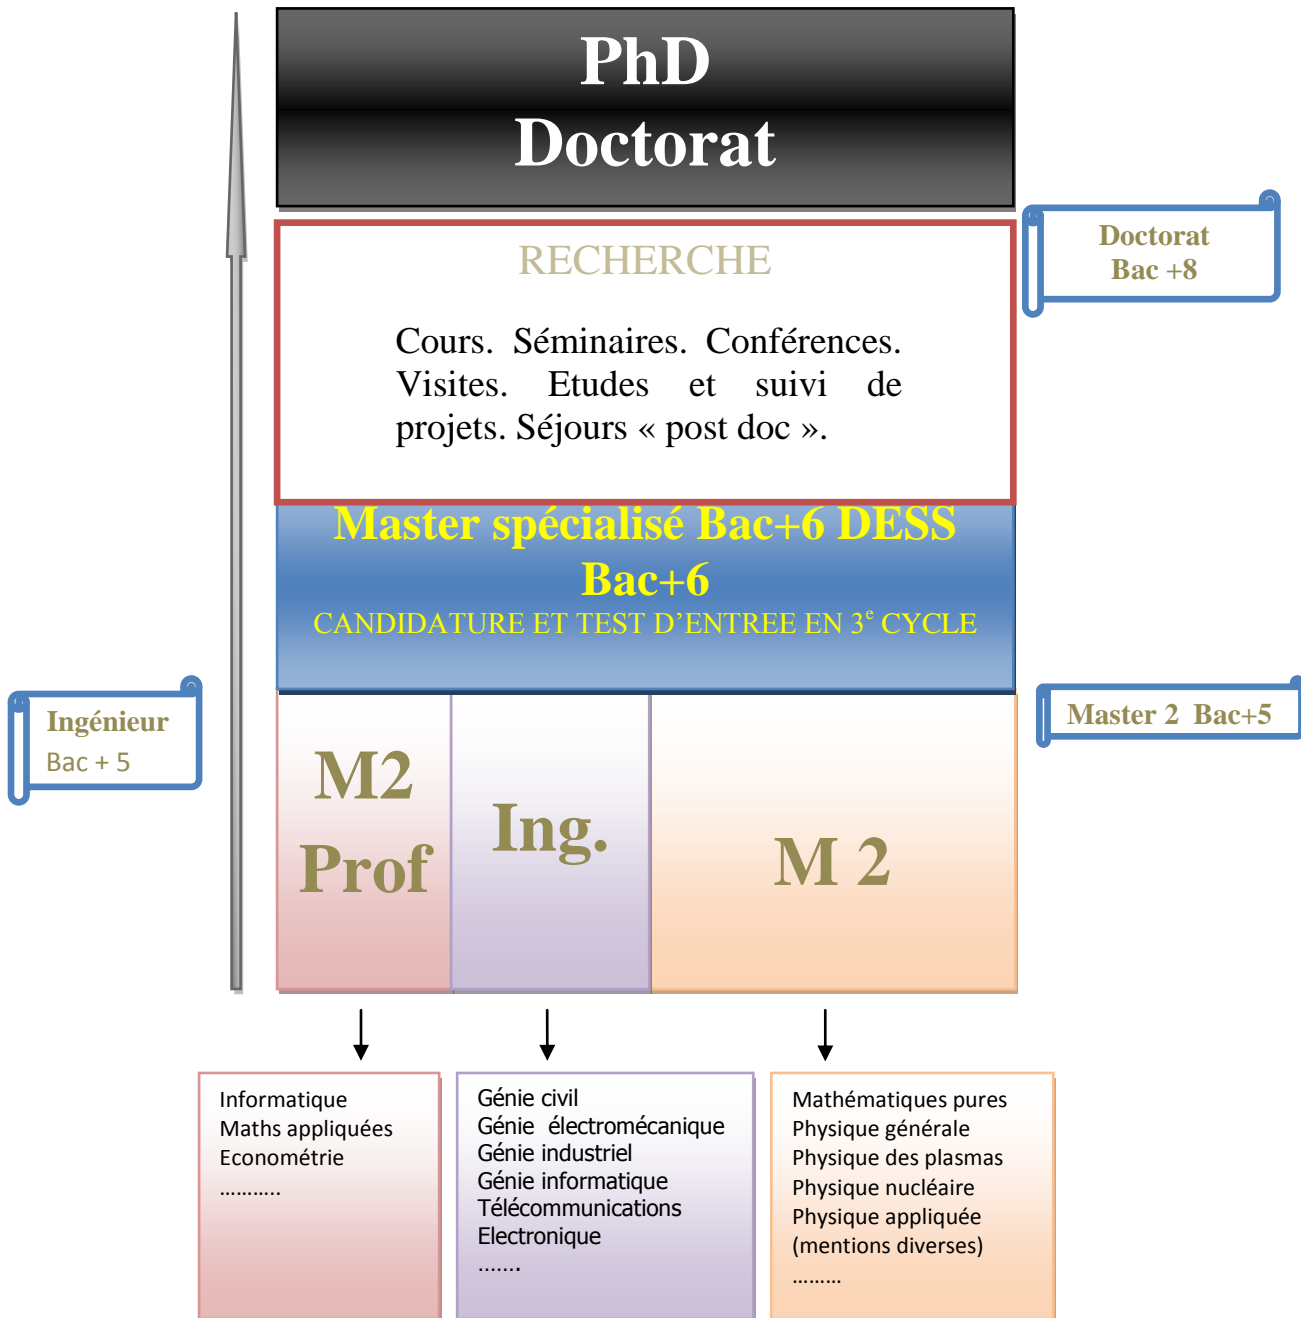 PhD
Doctorat
Doctorat
Bac +8
RECHERCHE
Cours. Séminaires. Conférences.
Visites. Etudes et suivi de
projets. Séjours « post doc ».
Master spécialisé Bac+6 DESS
Bac+6
CANDIDATURE ET TEST D’ENTREE EN 3e CYCLE
Ingénieur
Bac + 5
Master 2 Bac+5
M2
Prof
Ing.
M 2
Informatique
Maths appliquées
Econométrie
………..
Génie civil
Génie électromécanique
Génie industriel
Génie informatique
Télécommunications
Electronique
…….
Mathématiques pures
Physique générale
Physique des plasmas
Physique nucléaire
Physique appliquée
(mentions diverses)
………